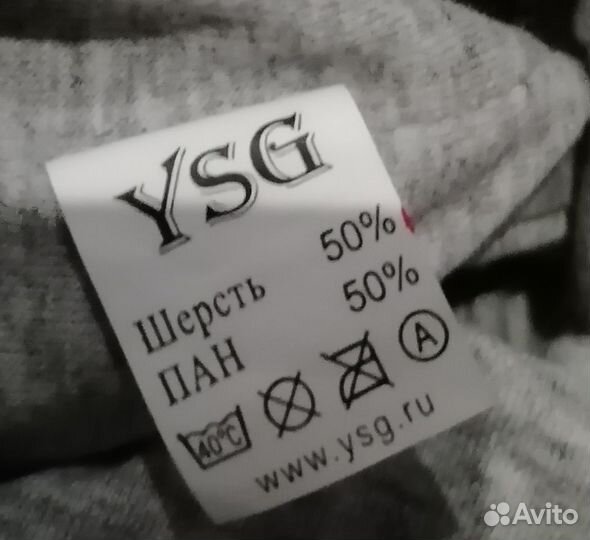 YSG
Шерсть 50%
ПАН 50%
40°C A
www.ysg.ru
Avito